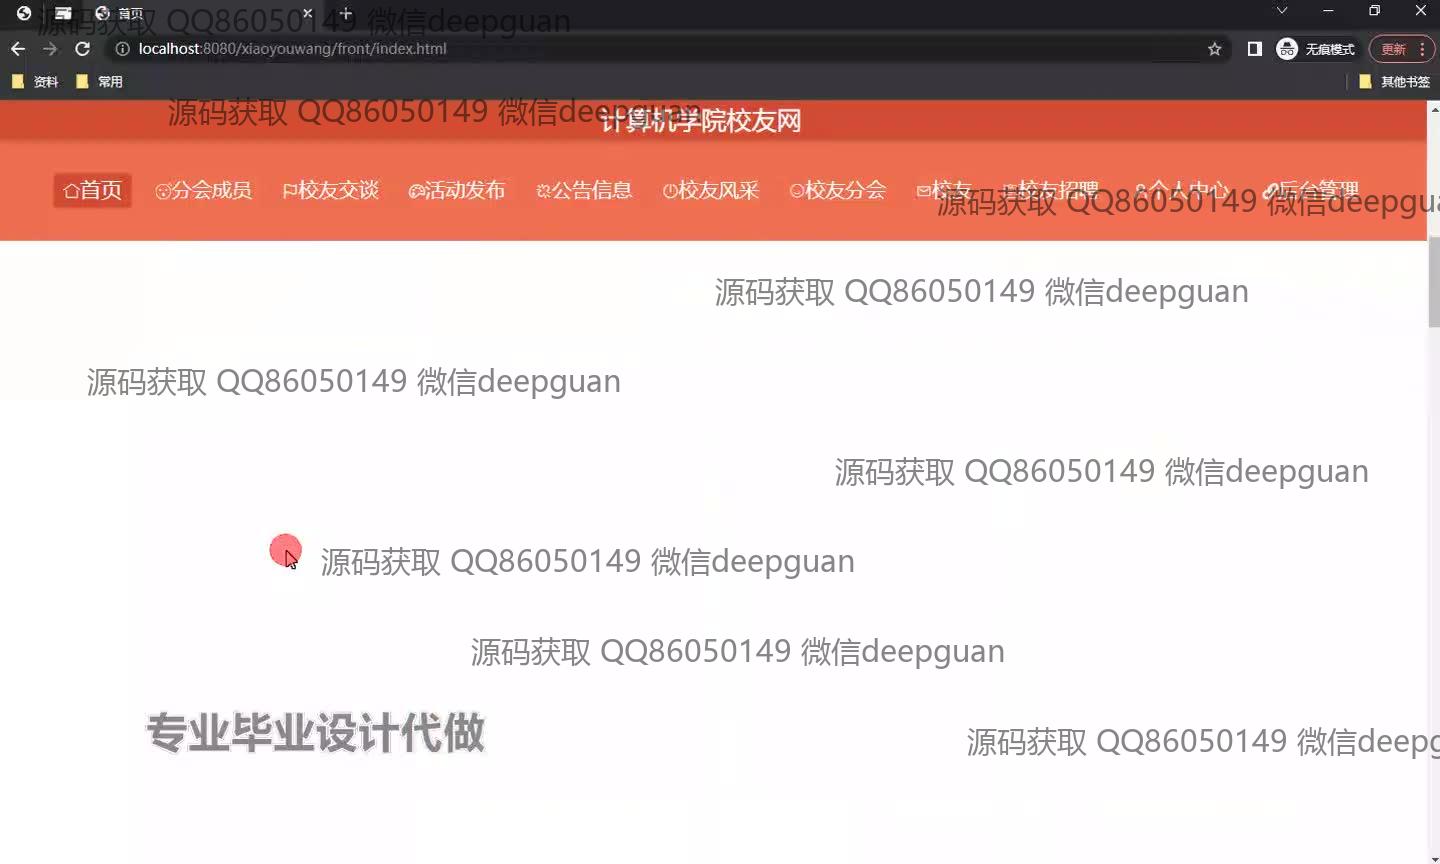 首页
源码获取 QQ86050149 微信deepguan
localhost:8080/xiaoyouwang/front/index.html
无痕模式
更新
资料 常用 其他书签
源码获取 QQ86050149 微信deepguan
计算机学院校友网
首页 分会成员 校友交谈 活动发布 公告信息 校友风采 校友分会 校友 校友招聘 个人中心 后台管理
源码获取 QQ86050149 微信deepgua
源码获取 QQ86050149 微信deepguan
源码获取 QQ86050149 微信deepguan
源码获取 QQ86050149 微信deepguan
源码获取 QQ86050149 微信deepguan
源码获取 QQ86050149 微信deepguan
专业毕业设计代做
源码获取 QQ86050149 微信deepg